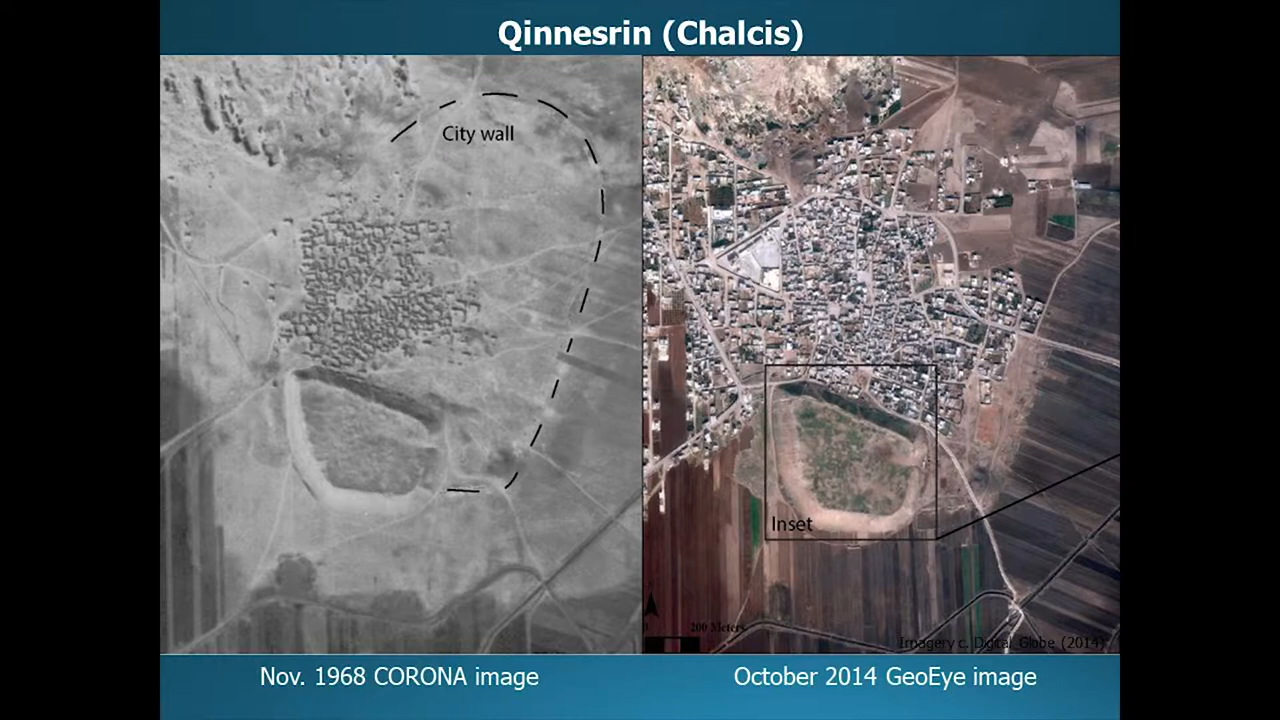 Qinnesrin (Chalcis)
City wall
Inset
200 Meters
Imagery c. Digital Globe (2014)
Nov. 1968 CORONA image
October 2014 GeoEye image